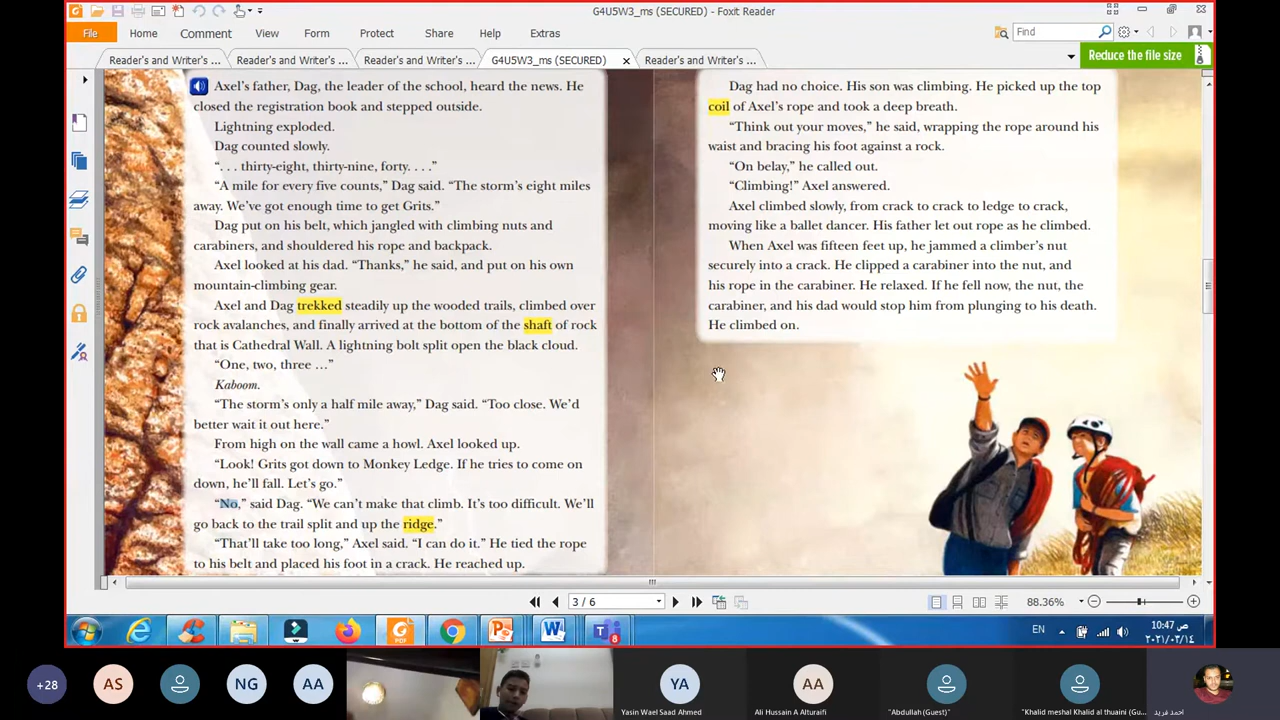 G4U5W3_ms (SECURED) - Foxit Reader
File
Home
Comment
View
Form
Protect
Share
Help
Extras
Find
Reader's and Writer's ...
Reader's and Writer's ...
Reader's and Writer's ...
G4U5W3_ms (SECURED)
Reader's and Writer's ...
Reduce the file size
Axel's father, Dag, the leader of the school, heard the news. He
closed the registration book and stepped outside.
Lightning exploded.
Dag counted slowly.
". . . thirty-eight, thirty-nine, forty. . . ."
"A mile for every five counts," Dag said. "The storm's eight miles
away. We've got enough time to get Grits."
Dag put on his belt, which jangled with climbing nuts and
carabiners, and shouldered his rope and backpack.
Axel looked at his dad. "Thanks," he said, and put on his own
mountain-climbing gear.
Axel and Dag trekked steadily up the wooded trails, climbed over
rock avalanches, and finally arrived at the bottom of the shaft of rock
that is Cathedral Wall. A lightning bolt split open the black cloud.
"One, two, three …"
Kaboom.
"The storm's only a half mile away," Dag said. "Too close. We'd
better wait it out here."
From high on the wall came a howl. Axel looked up.
"Look! Grits got down to Monkey Ledge. If he tries to come on
down, he'll fall. Let's go."
"No," said Dag. "We can't make that climb. It's too difficult. We'll
go back to the trail split and up the ridge."
"That'll take too long," Axel said. "I can do it." He tied the rope
to his belt and placed his foot in a crack. He reached up.
Dag had no choice. His son was climbing. He picked up the top
coil of Axel's rope and took a deep breath.
"Think out your moves," he said, wrapping the rope around his
waist and bracing his foot against a rock.
"On belay," he called out.
"Climbing!" Axel answered.
Axel climbed slowly, from crack to crack to ledge to crack,
moving like a ballet dancer. His father let out rope as he climbed.
When Axel was fifteen feet up, he jammed a climber's nut
securely into a crack. He clipped a carabiner into the nut, and
his rope in the carabiner. He relaxed. If he fell now, the nut, the
carabiner, and his dad would stop him from plunging to his death.
He climbed on.
3 / 6
88.36%
EN
10:47 ص
٢٠٢١/٠٣/١٤
8
+28
AS
NG
AA
YA
Yasin Wael Saad Ahmed
AA
Ali Hussain A Alturaifi
"Abdullah (Guest)"
"Khalid meshal Khalid al thuaini (Gu...
احمد فريد